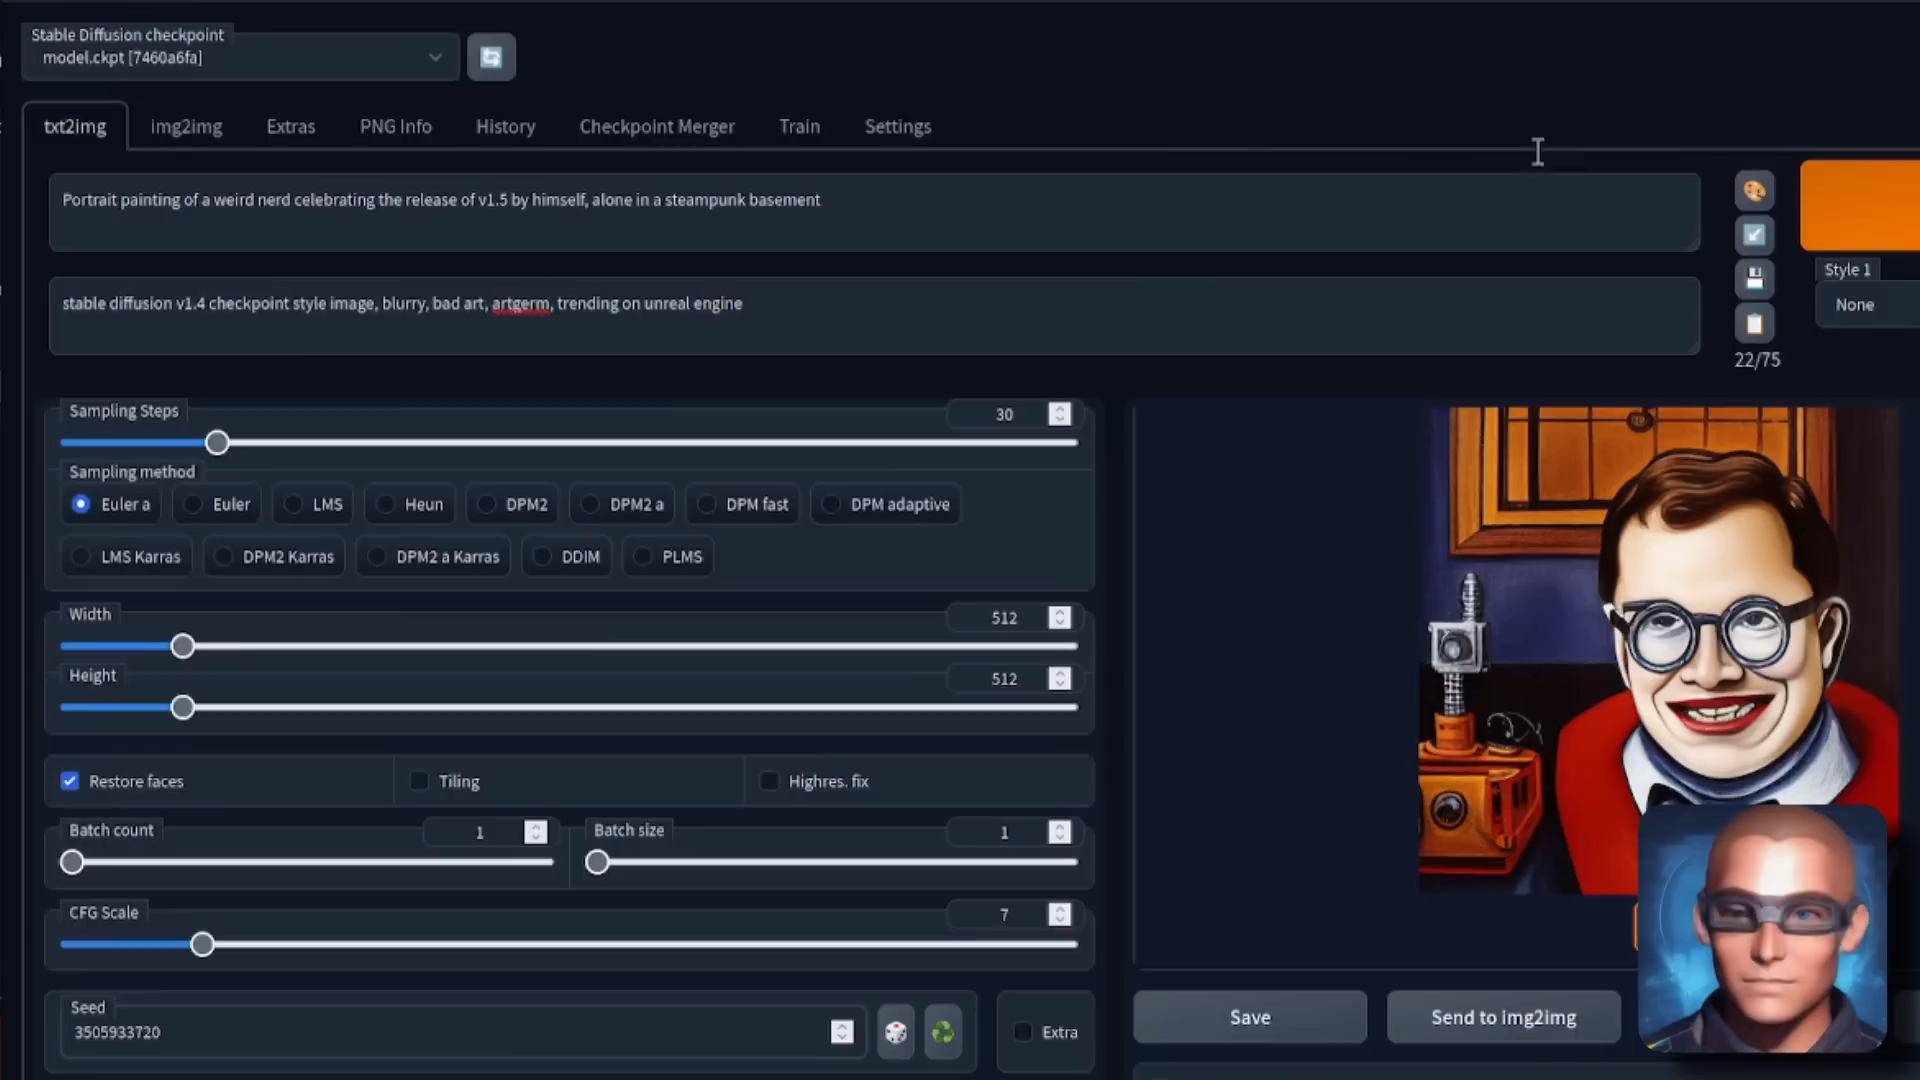 Stable Diffusion checkpoint
model.ckpt [7460a6fa]
txt2img img2img Extras PNG Info History Checkpoint Merger Train Settings
Portrait painting of a weird nerd celebrating the release of v1.5 by himself, alone in a steampunk basement
stable diffusion v1.4 checkpoint style image, blurry, bad art, artgerm, trending on unreal engine
Style 1
None
22/75
Sampling Steps 30
Sampling method
Euler a Euler LMS Heun DPM2 DPM2 a DPM fast DPM adaptive
LMS Karras DPM2 Karras DPM2 a Karras DDIM PLMS
Width 512
Height 512
Restore faces Tiling Highres. fix
Batch count 1 Batch size 1
CFG Scale 7
Seed
3505933720
Extra
Save Send to img2img